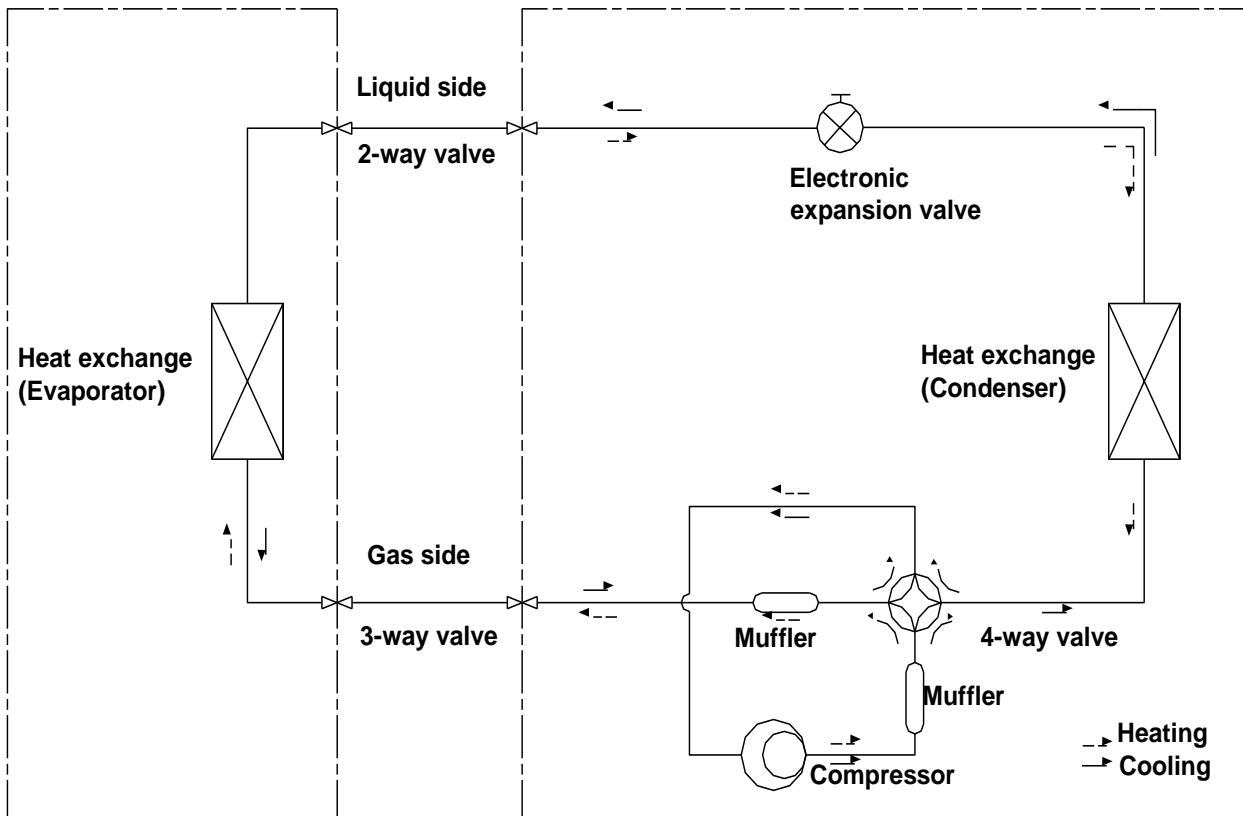 Liquid side
2-way valve
Electronic
expansion valve
Heat exchange
(Evaporator)
Heat exchange
(Condenser)
Gas side
3-way valve
Muffler
4-way valve
Muffler
Compressor
Heating
Cooling